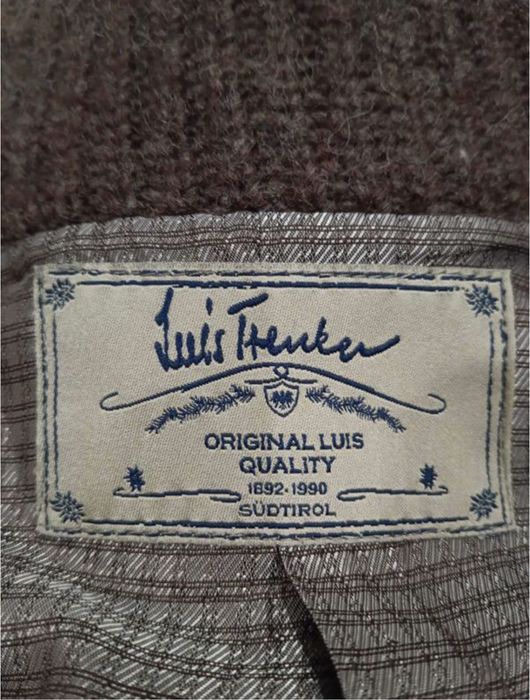 Luis Trenker
ORIGINAL LUIS
QUALITY
1892-1990
SÜDTIROL